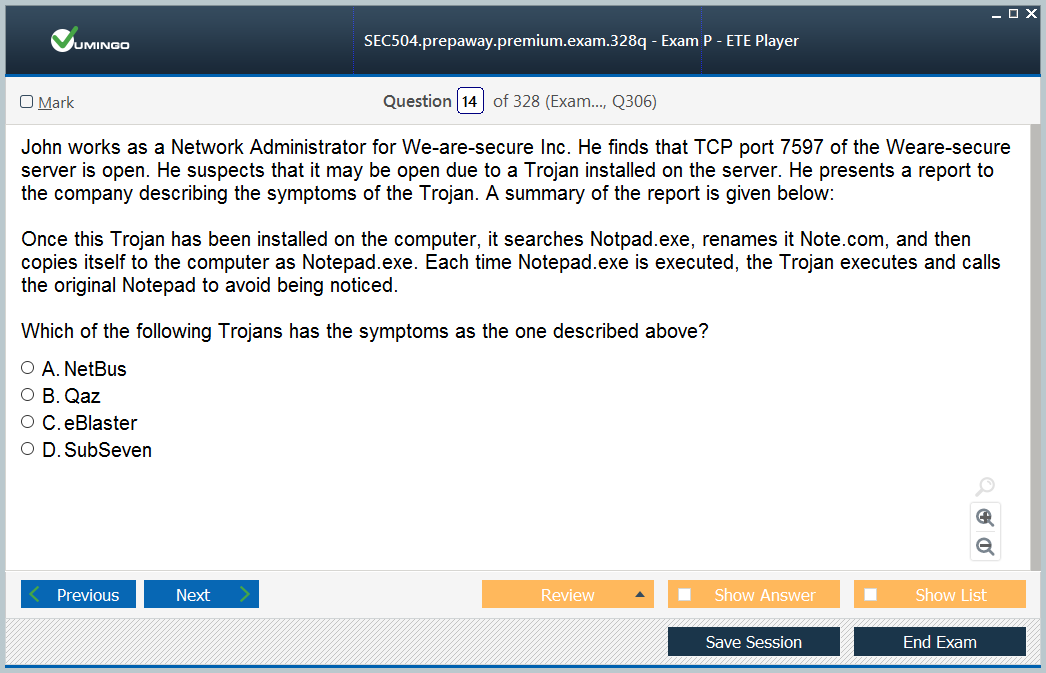 VUMINGO
SEC504.prepaway.premium.exam.328q - Exam P - ETE Player
Mark
Question 14 of 328 (Exam..., Q306)
John works as a Network Administrator for We-are-secure Inc. He finds that TCP port 7597 of the Weare-secure
server is open. He suspects that it may be open due to a Trojan installed on the server. He presents a report to
the company describing the symptoms of the Trojan. A summary of the report is given below:
Once this Trojan has been installed on the computer, it searches Notpad.exe, renames it Note.com, and then
copies itself to the computer as Notepad.exe. Each time Notepad.exe is executed, the Trojan executes and calls
the original Notepad to avoid being noticed.
Which of the following Trojans has the symptoms as the one described above?
A. NetBus
B. Qaz
C. eBlaster
D. SubSeven
Previous
Next
Review
Show Answer
Show List
Save Session
End Exam